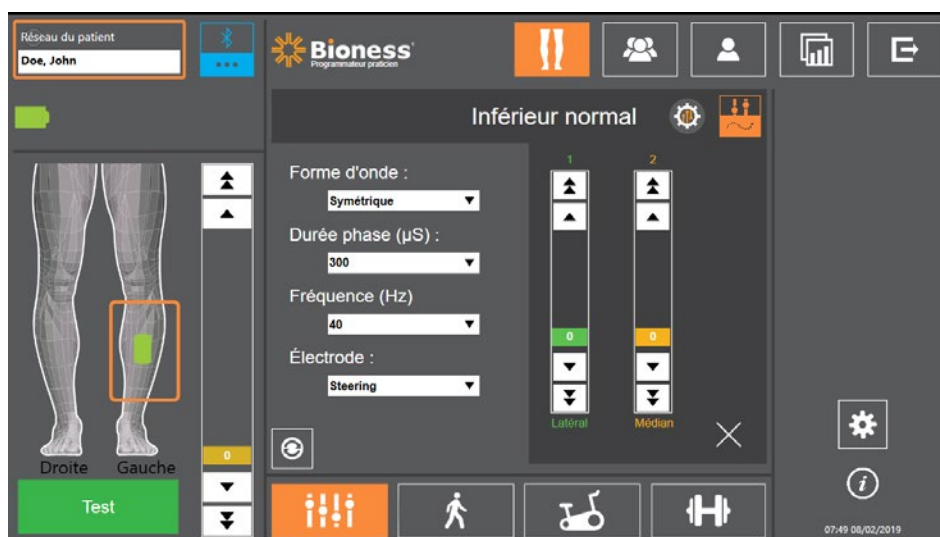 Réseau du patient
Doe, John
Bioness
Programmateur praticien
Inférieur normal
Forme d'onde :
Symétrique
Durée phase (µS) :
300
Fréquence (Hz)
40
Électrode :
Steering
1
2
0
0
Latéral
Médian
0
Droite
Gauche
Test
07:49 08/02/2019